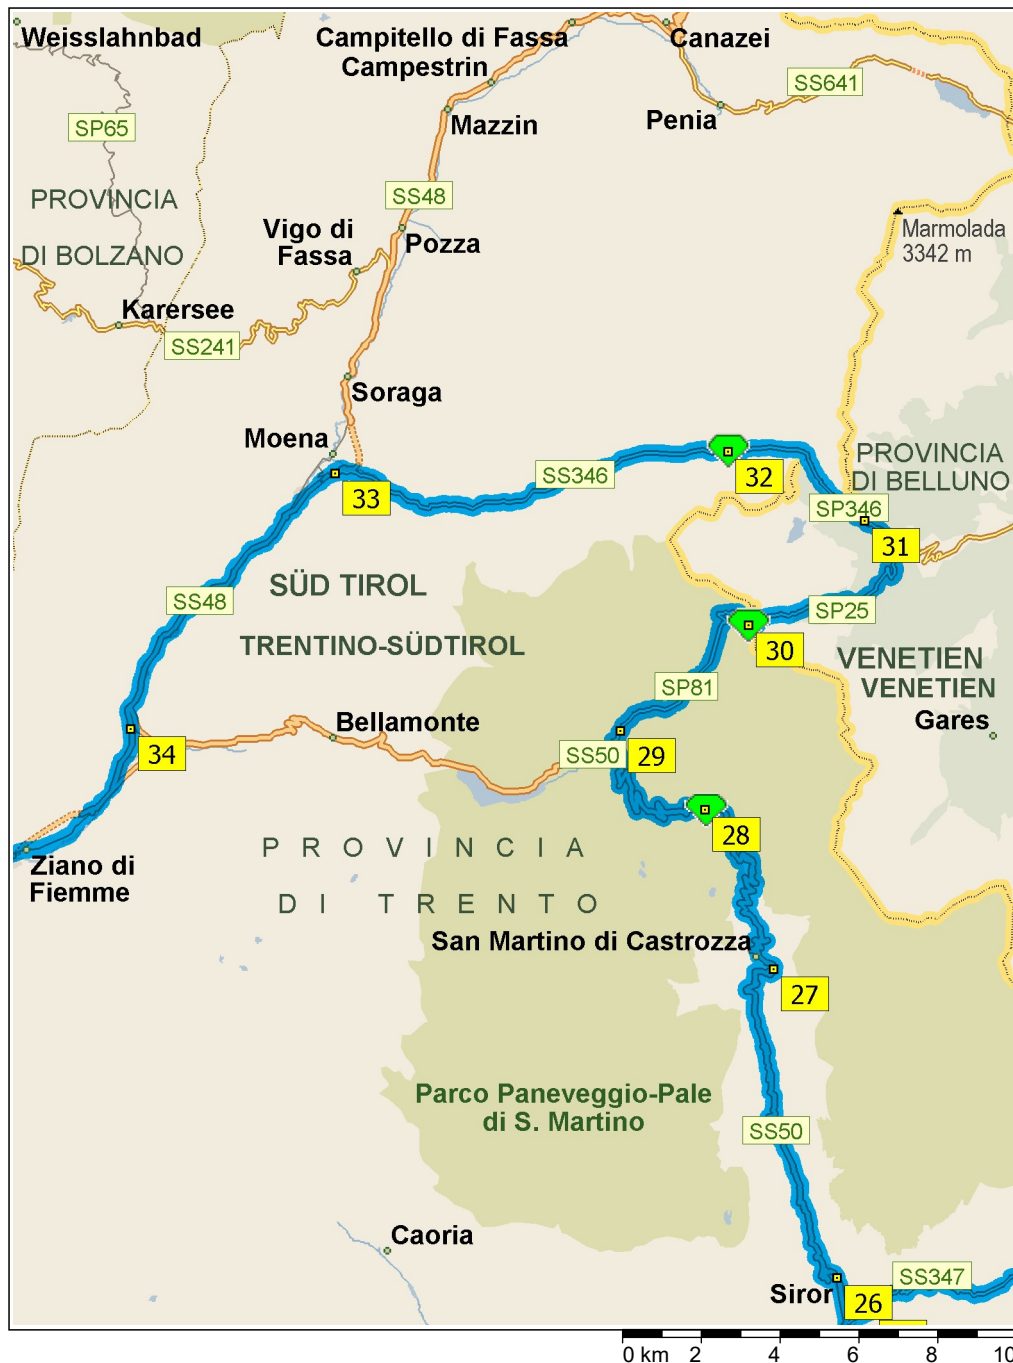 Weisslahnbad
Campitello di Fassa
Canazei
Campestrin
SS641
SP65
Mazzin
Penia
PROVINCIA
DI BOLZANO
SS48
Vigo di
Fassa
Pozza
Marmolada
3342 m
Karersee
SS241
Soraga
Moena
PROVINCIA
DI BELLUNO
SS346
32
33
SP346
31
SÜD TIROL
SS48
SP25
TRENTINO-SÜDTIROL
30
VENETIEN
VENETIEN
SP81
Gares
Bellamonte
34
SS50
29
28
PROVINCIA
DI TRENTO
Ziano di
Fiemme
San Martino di Castrozza
27
Parco Paneveggio-Pale
di S. Martino
SS50
Caoria
SS347
Siror
26
0 km 2 4 6 8 10